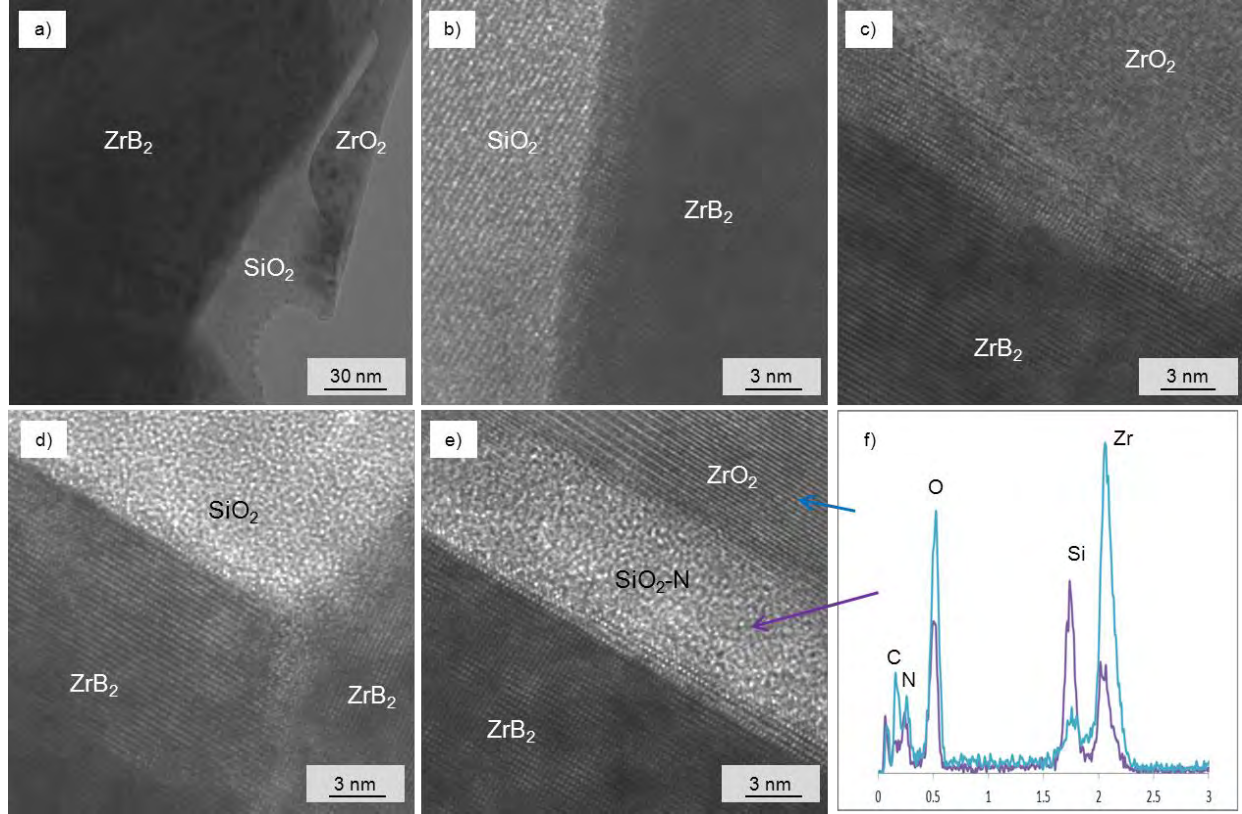 a)
ZrB₂
ZrO₂
SiO₂
30 nm
b)
SiO₂
ZrB₂
3 nm
c)
ZrO₂
ZrB₂
3 nm
d)
SiO₂
ZrB₂
ZrB₂
3 nm
e)
ZrO₂
SiO₂-N
ZrB₂
3 nm
f)
Zr
O
Si
C
N
0 0.5 1 1.5 2 2.5 3